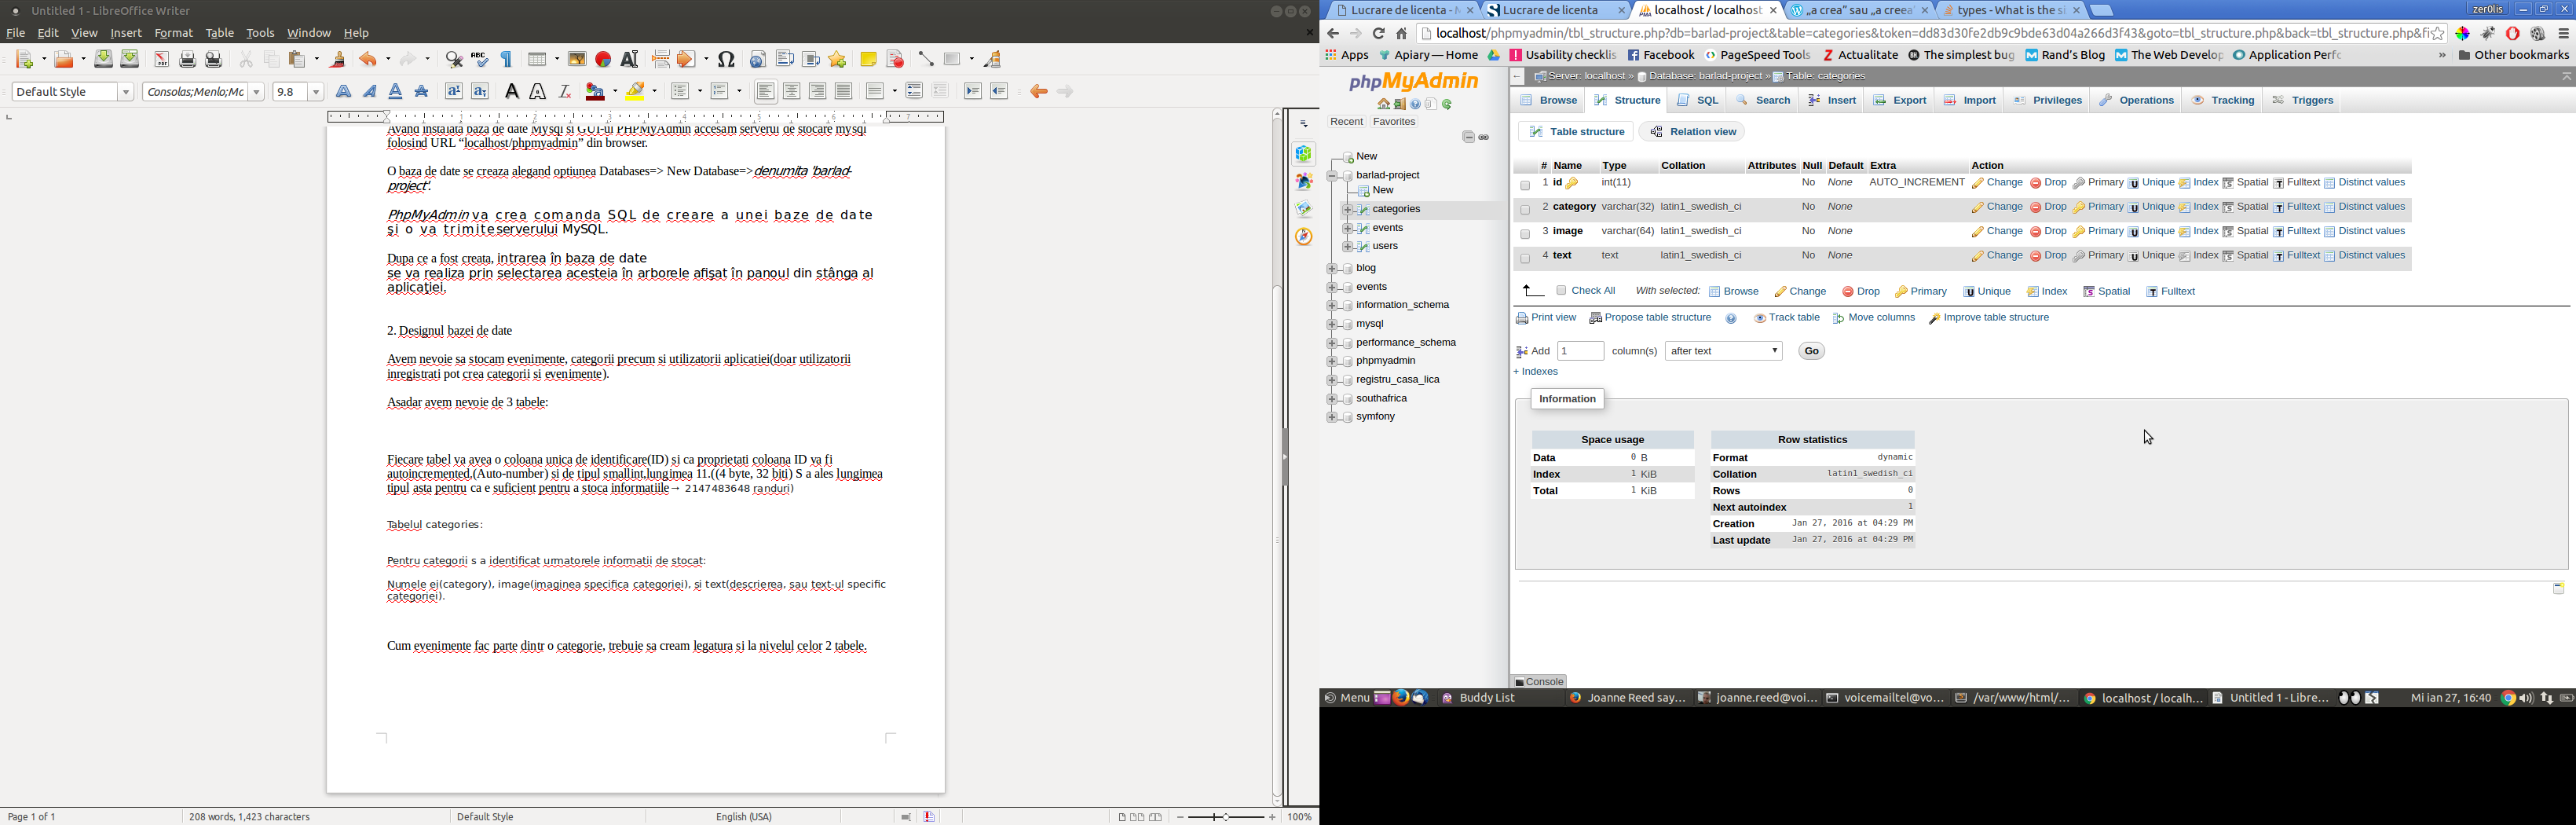 Untitled 1 - LibreOffice Writer
File Edit View Insert Format Table Tools Window Help
Default Style Consolas;Menlo;Mc 9.8
Avand instalata baza de date Mysql si GUI-ul PHPMyAdmin accesam serverul de stocare mysql
folosind URL “localhost/phpmyadmin” din browser.
O baza de date se creaza alegand optiunea Databases=> New Database=>denumita 'barlad-
project'.
PhpMyAdmin va crea comanda SQL de creare a unei baze de date
şi o va trimiteserverului MySQL.
Dupa ce a fost creata, intrarea în baza de date
se va realiza prin selectarea acesteia în arborele afişat în panoul din stânga al
aplicaţiei.
2. Designul bazei de date
Avem nevoie sa stocam evenimente, categorii precum si utilizatorii aplicatiei(doar utilizatorii
inregistrati pot crea categorii si evenimente).
Asadar avem nevoie de 3 tabele:
Fiecare tabel va avea o coloana unica de identificare(ID) si ca proprietati coloana ID va fi
autoincremented,(Auto-number) si de tipul smallint,lungimea 11.((4 byte, 32 biti) S a ales lungimea
tipul asta pentru ca e suficient pentru a stoca informatiile→ 2147483648 randuri)
Tabelul categories:
Pentru categorii s a identificat urmatorele informatii de stocat:
Numele ei(category), image(imaginea specifica categoriei), si text(descrierea, sau text-ul specific
categoriei).
Cum evenimente fac parte dintr o categorie, trebuie sa cream legatura si la nivelul celor 2 tabele.
Page 1 of 1 208 words, 1,423 characters Default Style English (USA) 100%
Lucrare de licenta - Lucrare de licenta localhost / localhost „a crea” sau „a creea types - What is the si zer0lis
localhost/phpmyadmin/tbl_structure.php?db=barlad-project&table=categories&token=dd83d30fe2db9c9bde63d04a266d3f43&goto=tbl_structure.php&back=tbl_structure.php&fi
Apps Apiary — Home Usability checklis Facebook PageSpeed Tools Actualitate The simplest bug Rand’s Blog The Web Develop Application Perfo » Other bookmarks
phpMyAdmin
Recent Favorites
New
barlad-project
New
categories
events
users
blog
events
information_schema
mysql
performance_schema
phpmyadmin
registru_casa_lica
southafrica
symfony
Server: localhost » Database: barlad-project » Table: categories
Browse Structure SQL Search Insert Export Import Privileges Operations Tracking Triggers
Table structure Relation view
# Name Type Collation Attributes Null Default Extra Action
1 id int(11) No None AUTO_INCREMENT Change Drop Primary Unique Index Spatial Fulltext Distinct values
2 category varchar(32) latin1_swedish_ci No None Change Drop Primary Unique Index Spatial Fulltext Distinct values
3 image varchar(64) latin1_swedish_ci No None Change Drop Primary Unique Index Spatial Fulltext Distinct values
4 text text latin1_swedish_ci No None Change Drop Primary Unique Index Spatial Fulltext Distinct values
Check All With selected: Browse Change Drop Primary Unique Index Spatial Fulltext
Print view Propose table structure Track table Move columns Improve table structure
Add 1 column(s) after text Go
+ Indexes
Information
Space usage
Data 0 B
Index 1 KiB
Total 1 KiB
Row statistics
Format dynamic
Collation latin1_swedish_ci
Rows 0
Next autoindex 1
Creation Jan 27, 2016 at 04:29 PM
Last update Jan 27, 2016 at 04:29 PM
Console
Menu Buddy List Joanne Reed say... joanne.reed@voi... voicemailtel@vo... /var/www/html/... localhost / localh... Untitled 1 - Libre... Mi ian 27, 16:40